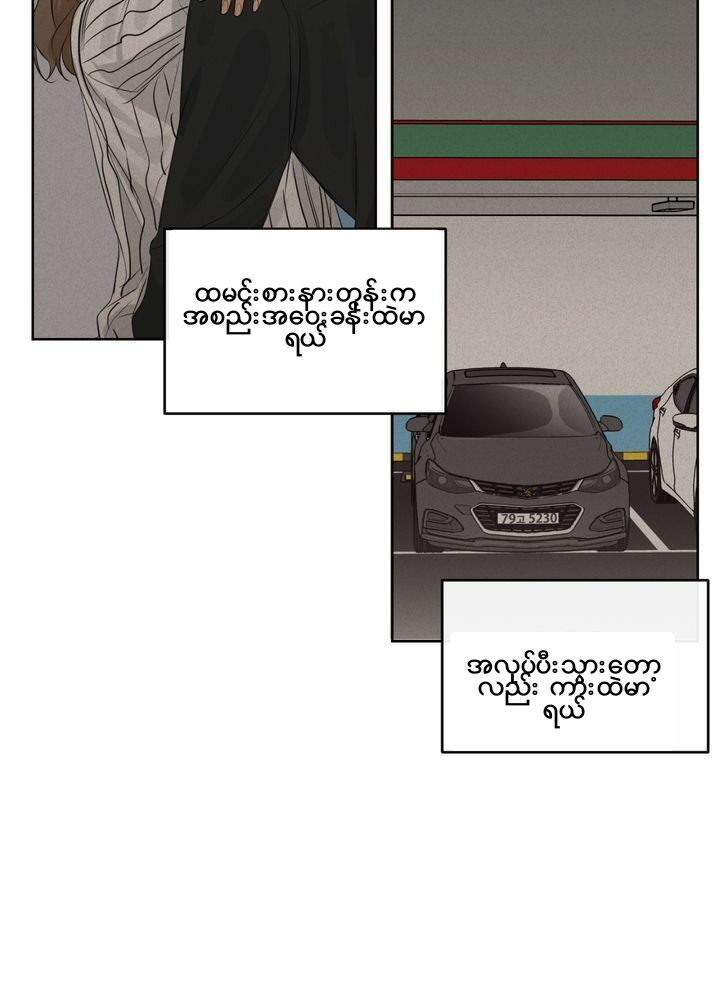 ထမင်းစားနားတုန်းက
အစည်းအဝေးခန်းထဲမာ
ရယ်
79고 5230
အလုပ်ပီးသွားတော့
လည်း ကားထဲမာ
ရယ်